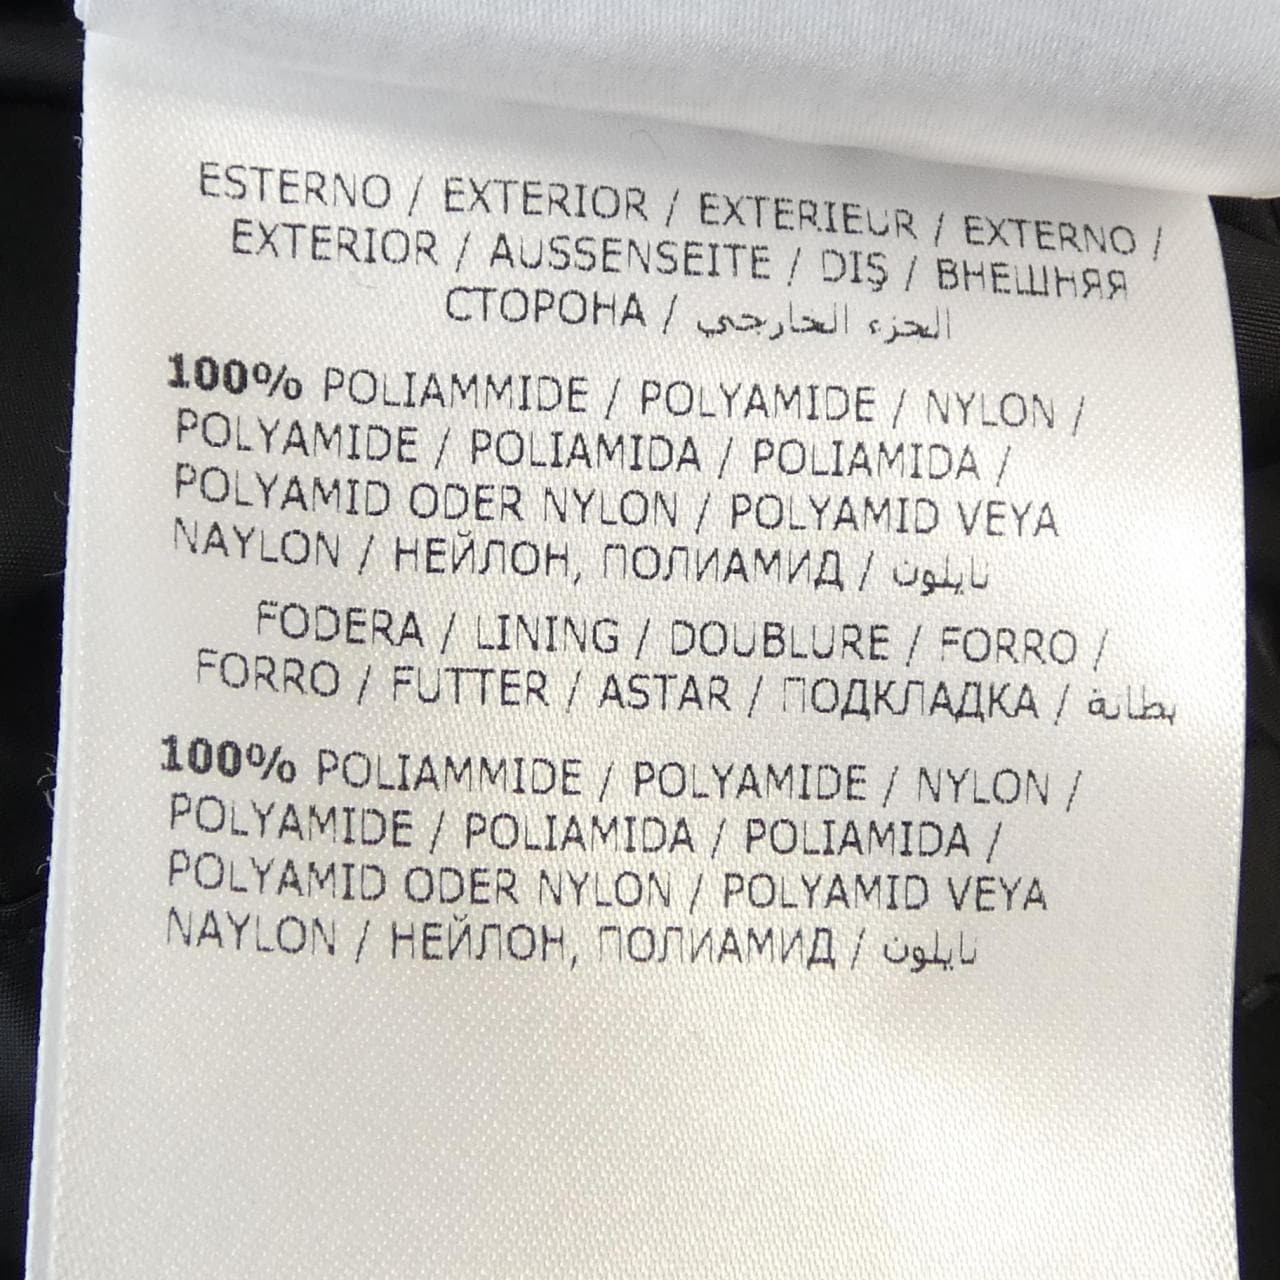 ESTERNO / EXTERIOR / EXTERIEUR / EXTERNO /
EXTERIOR / AUSSENSEITE / DIŞ / ВНЕШНЯЯ
СТОРОНА / الجزء الخارجي
100% POLIAMMIDE / POLYAMIDE / NYLON /
POLYAMIDE / POLIAMIDA / POLIAMIDA /
POLYAMID ODER NYLON / POLYAMID VEYA
NAYLON / НЕЙЛОН, ПОЛИАМИД / نايلون
FODERA / LINING / DOUBLURE / FORRO /
FORRO / FUTTER / ASTAR / ПОДКЛАДКА / بطانة
100% POLIAMMIDE / POLYAMIDE / NYLON /
POLYAMIDE / POLIAMIDA / POLIAMIDA /
POLYAMID ODER NYLON / POLYAMID VEYA
NAYLON / НЕЙЛОН, ПОЛИАМИД / نايلون